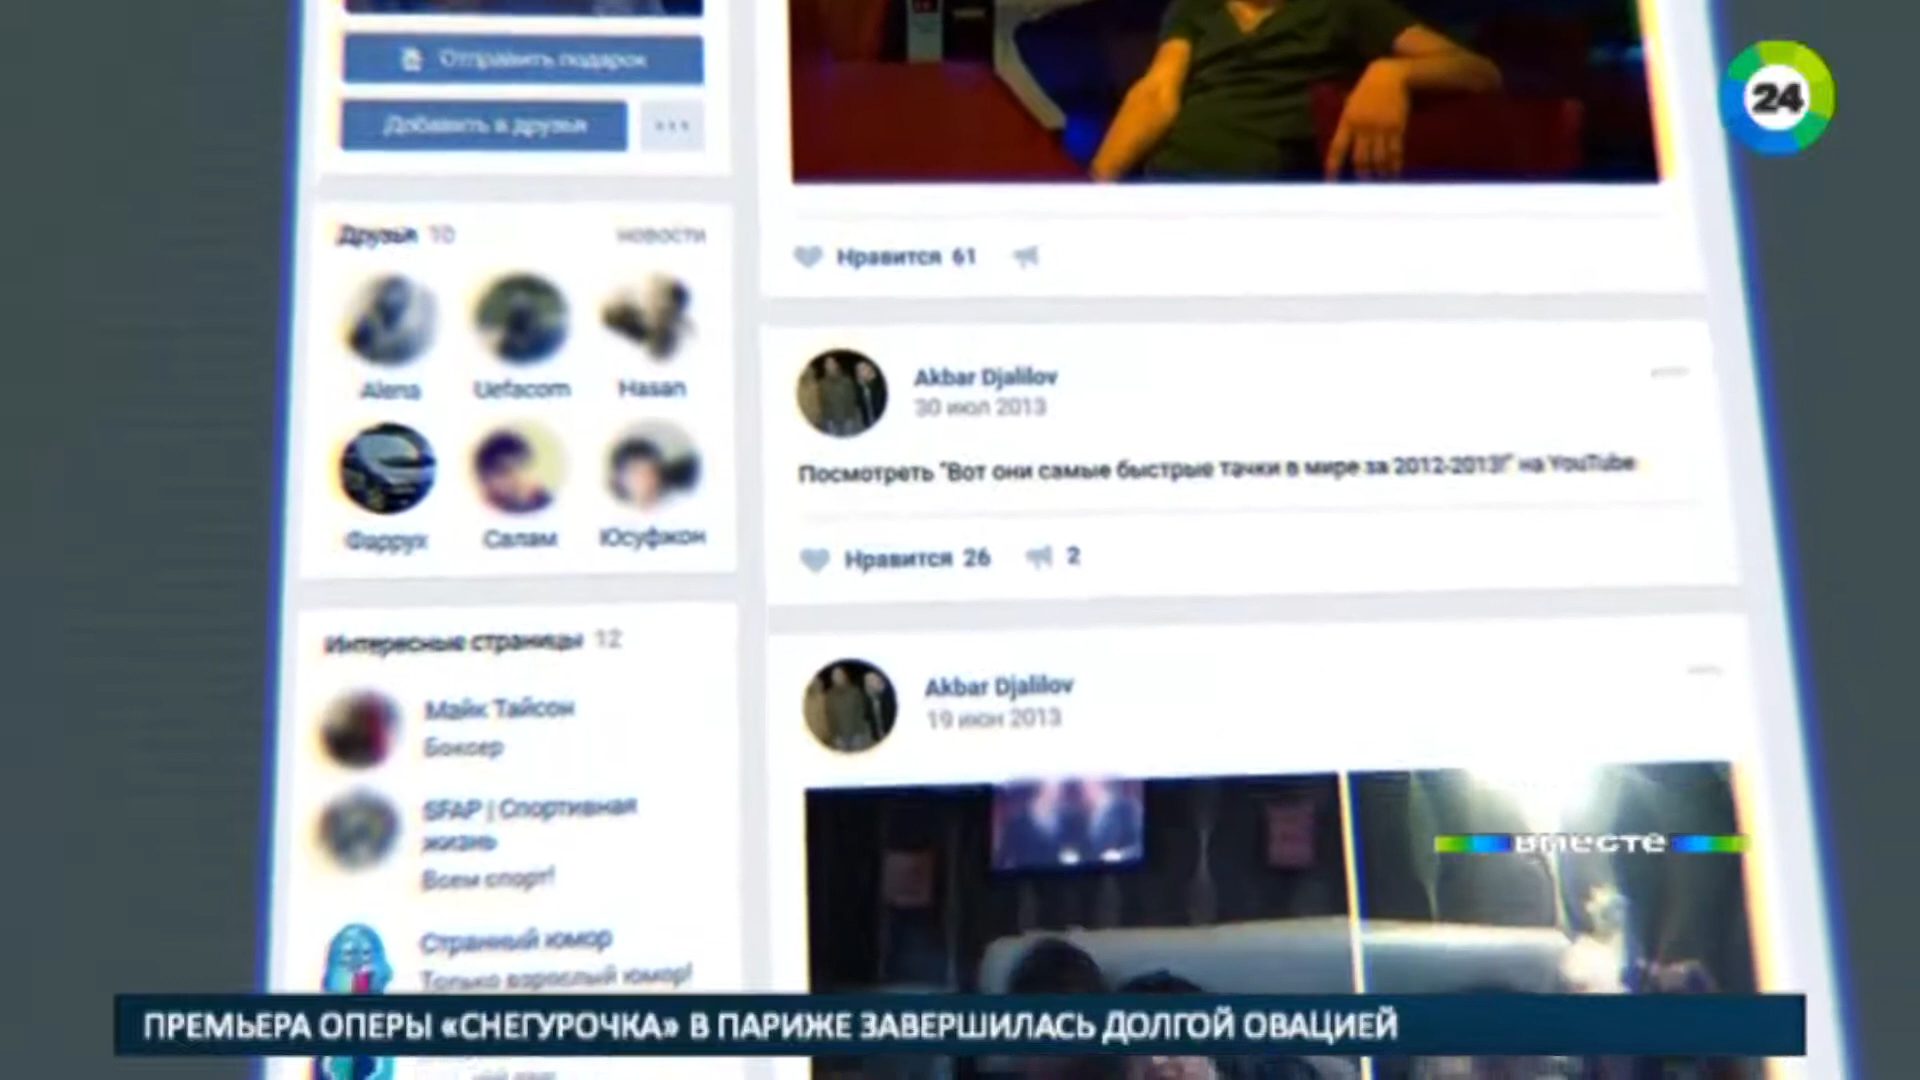 Отправить подарок
Добавить в друзья
Друзья 10
новости
Alena
Uefacom
Hasan
Фаррух
Салам
Юсуфжон
Интересные страницы 12
Майк Тайсон
Боксер
SFAP | Спортивная
жизнь
Всем спорт!
Странный юмор
Только взрослый юмор!
Нравится 61
Akbar Djalilov
30 июл 2013
Посмотреть "Вот они самые быстрые тачки в мире за 2012-2013!" на YouTube
Нравится 26
2
Akbar Djalilov
19 июн 2013
24
вместе
ПРЕМЬЕРА ОПЕРЫ «СНЕГУРОЧКА» В ПАРИЖЕ ЗАВЕРШИЛАСЬ ДОЛГОЙ ОВАЦИЕЙ